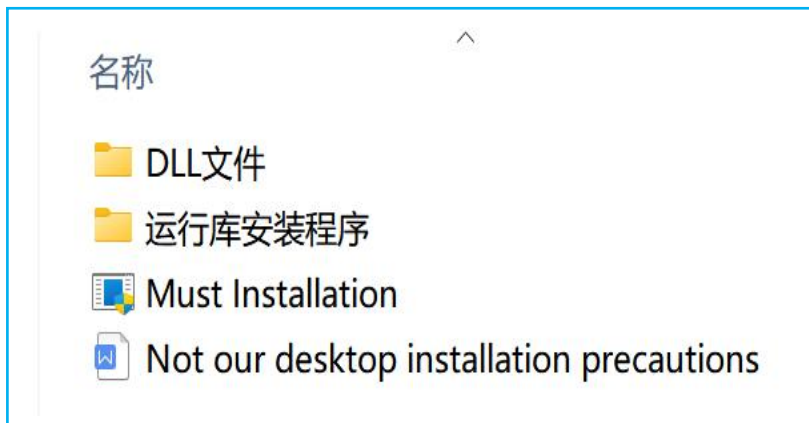 名称
DLL文件
运行库安装程序
Must Installation
Not our desktop installation precautions